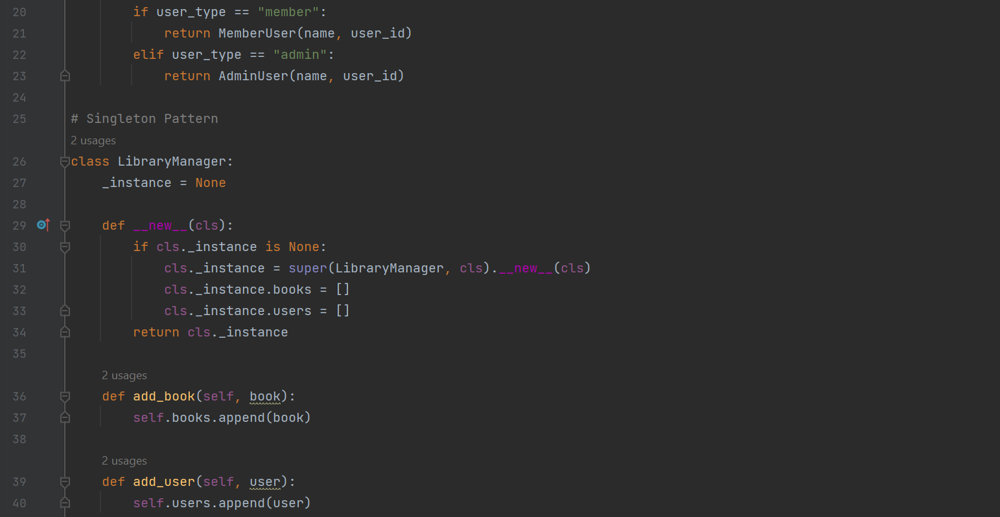 20 if user_type == "member":
21 return MemberUser(name, user_id)
22 elif user_type == "admin":
23 return AdminUser(name, user_id)
24
25 # Singleton Pattern
2 usages
26 class LibraryManager:
27 _instance = None
28
29 def __new__(cls):
30 if cls._instance is None:
31 cls._instance = super(LibraryManager, cls).__new__(cls)
32 cls._instance.books = []
33 cls._instance.users = []
34 return cls._instance
35
2 usages
36 def add_book(self, book):
37 self.books.append(book)
38
2 usages
39 def add_user(self, user):
40 self.users.append(user)